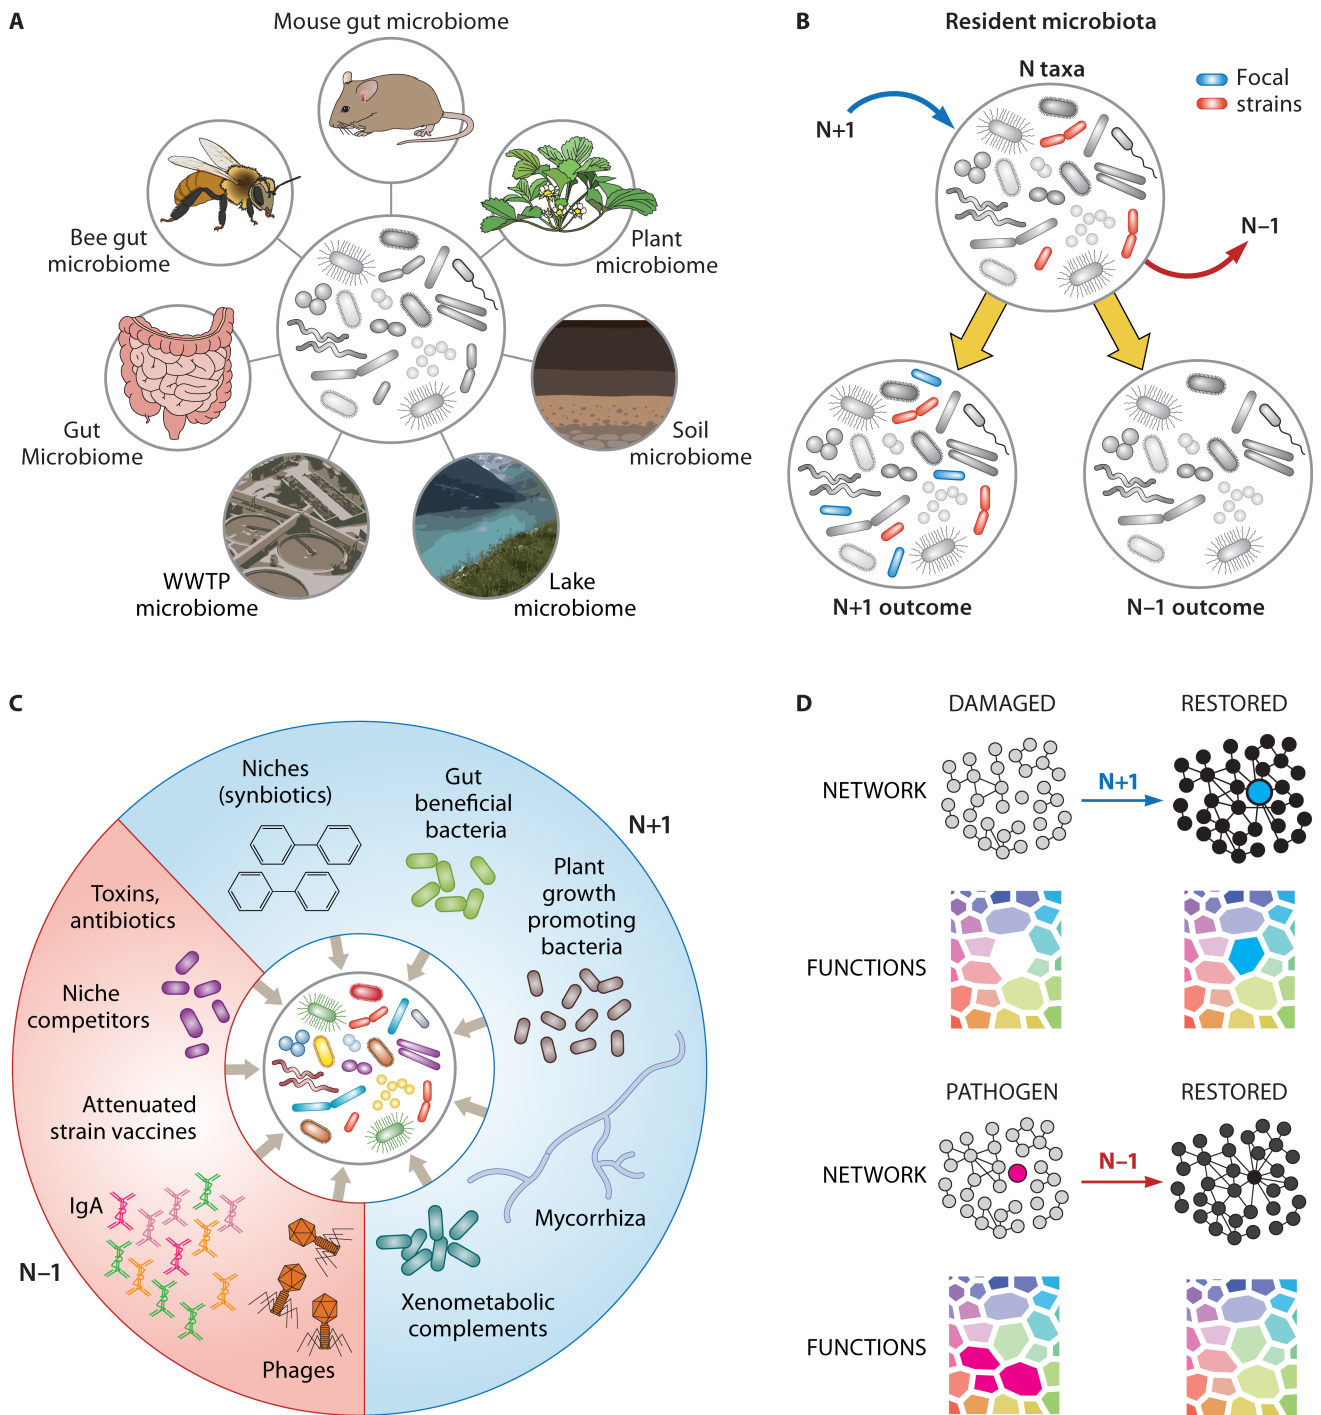 A
Mouse gut microbiome
Bee gut
microbiome
Plant
microbiome
Gut
Microbiome
Soil
microbiome
WWTP
microbiome
Lake
microbiome
B
Resident microbiota
N taxa
Focal
strains
N+1
N–1
N+1 outcome
N–1 outcome
C
Niches
(synbiotics)
Gut
beneficial
bacteria
N+1
Plant
growth
promoting
bacteria
Toxins,
antibiotics
Niche
competitors
Attenuated
strain vaccines
IgA
N–1
Phages
Mycorrhiza
Xenometabolic
complements
D
DAMAGED
RESTORED
NETWORK
N+1
FUNCTIONS
PATHOGEN
RESTORED
NETWORK
N–1
FUNCTIONS